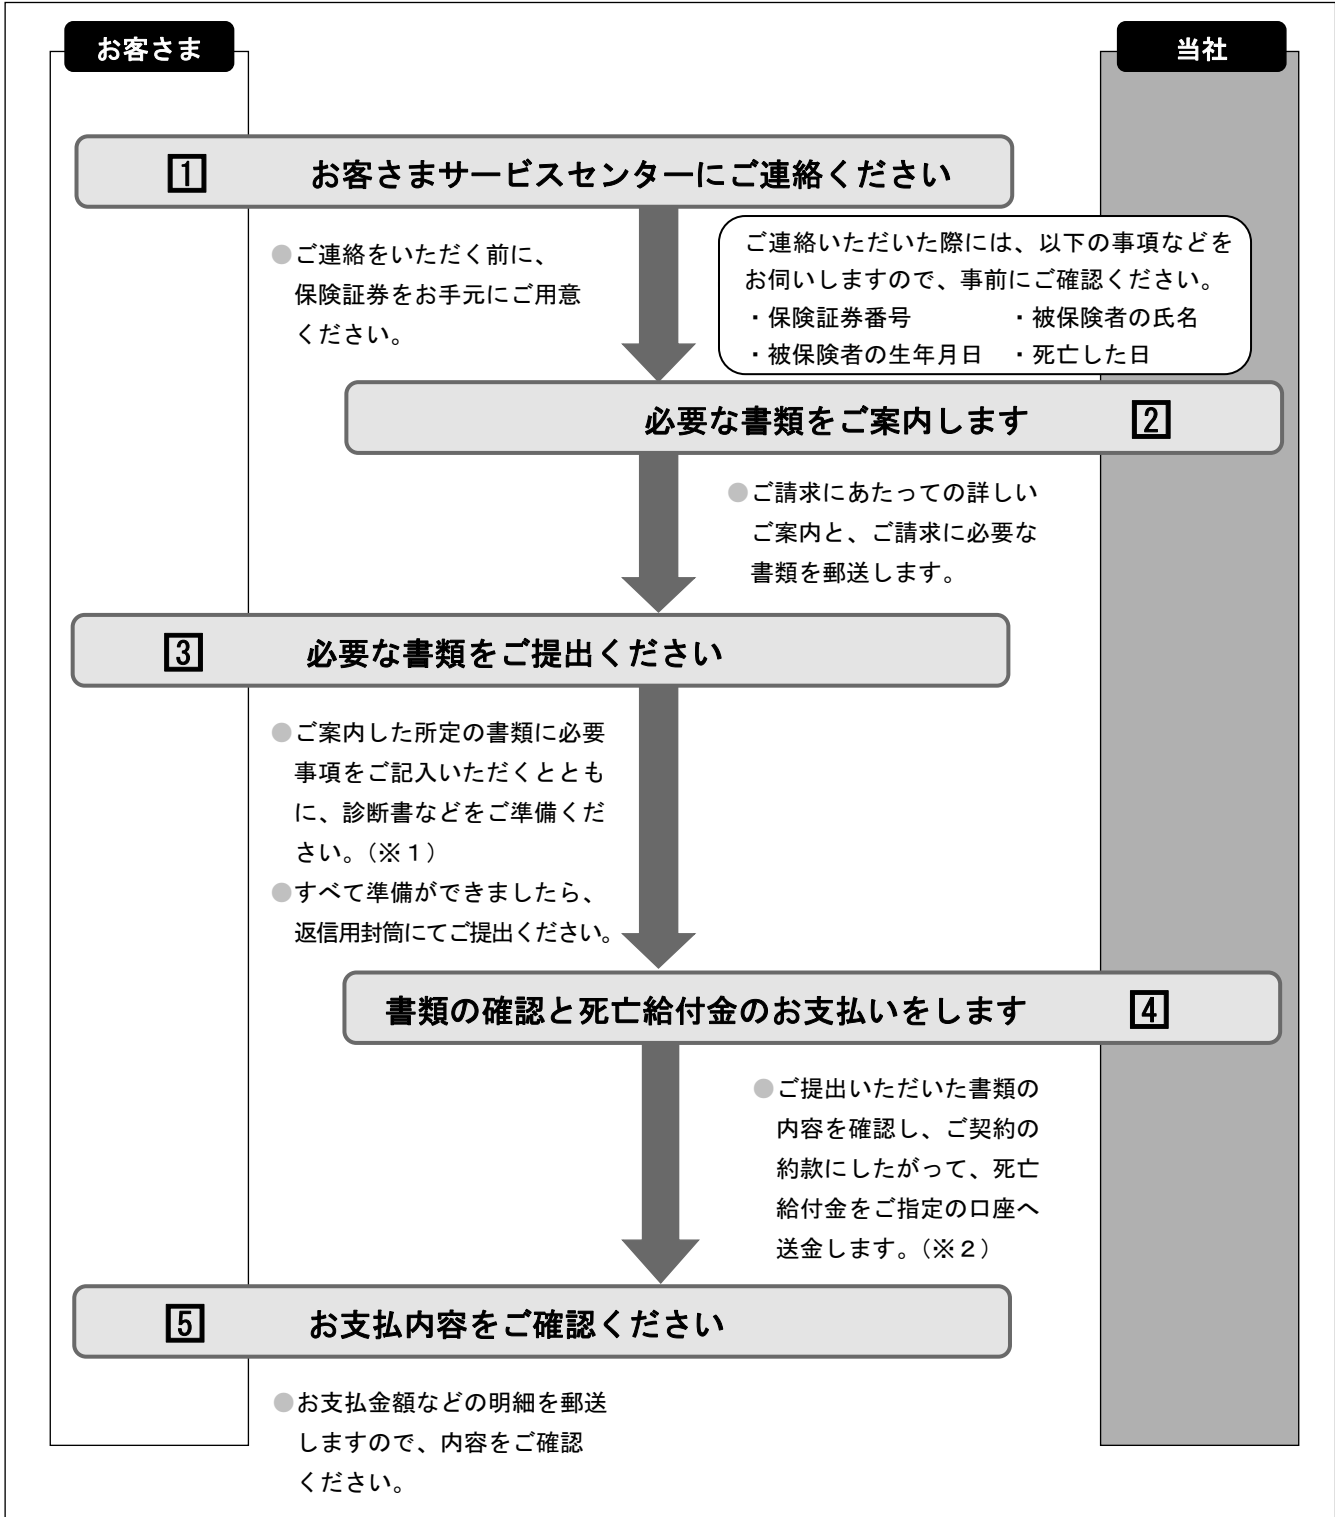 お客さま
当社
1 お客さまサービスセンターにご連絡ください
●ご連絡をいただく前に、
保険証券をお手元にご用意
ください。
ご連絡いただいた際には、以下の事項などを
お伺いしますので、事前にご確認ください。
・保険証券番号 ・被保険者の氏名
・被保険者の生年月日 ・死亡した日
必要な書類をご案内します 2
●ご請求にあたっての詳しい
ご案内と、ご請求に必要な
書類を郵送します。
3 必要な書類をご提出ください
●ご案内した所定の書類に必要
事項をご記入いただくととも
に、診断書などをご準備くだ
さい。(※1)
●すべて準備ができましたら、
返信用封筒にてご提出ください。
書類の確認と死亡給付金のお支払いをします 4
●ご提出いただいた書類の
内容を確認し、ご契約の
約款にしたがって、死亡
給付金をご指定の口座へ
送金します。(※2)
5 お支払内容をご確認ください
●お支払金額などの明細を郵送
しますので、内容をご確認
ください。